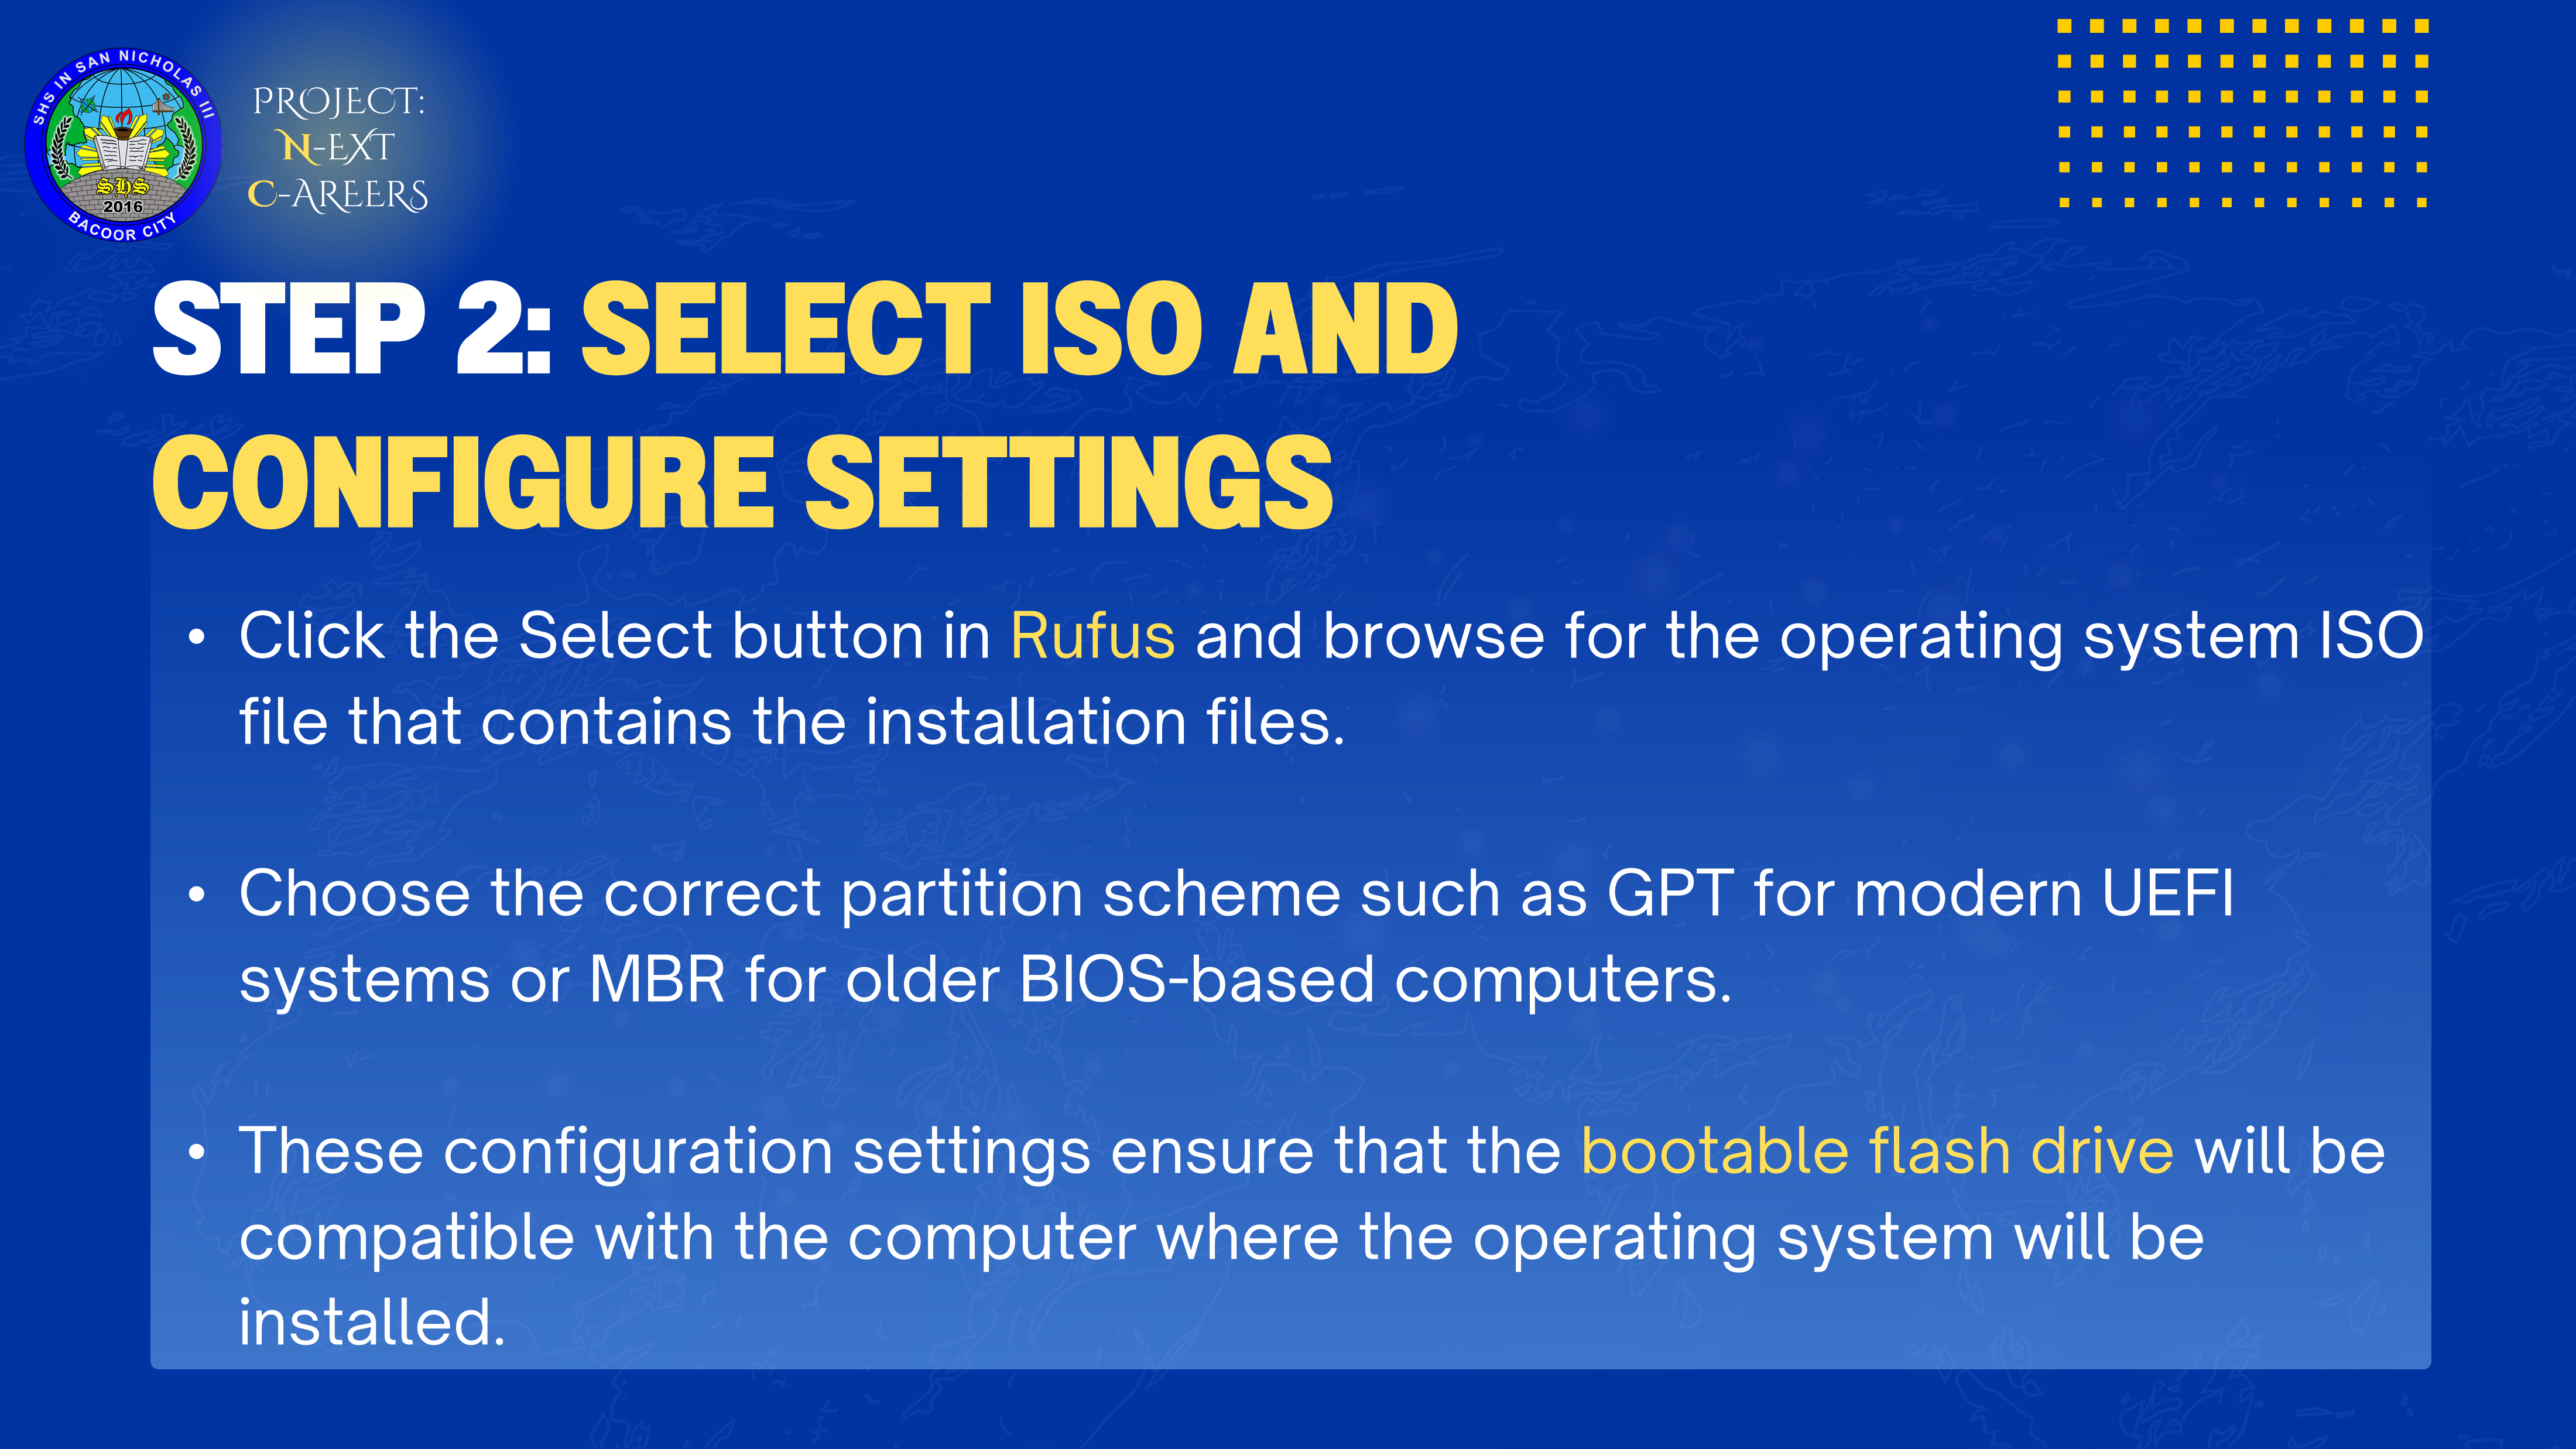 SHS IN SAN NICHOLAS III
SHS
2016
BACOOR CITY
PROJECT:
N-EXT
C-AREERS
STEP 2: SELECT ISO AND
CONFIGURE SETTINGS
• Click the Select button in Rufus and browse for the operating system ISO
file that contains the installation files.
• Choose the correct partition scheme such as GPT for modern UEFI
systems or MBR for older BIOS-based computers.
• These configuration settings ensure that the bootable flash drive will be
compatible with the computer where the operating system will be
installed.